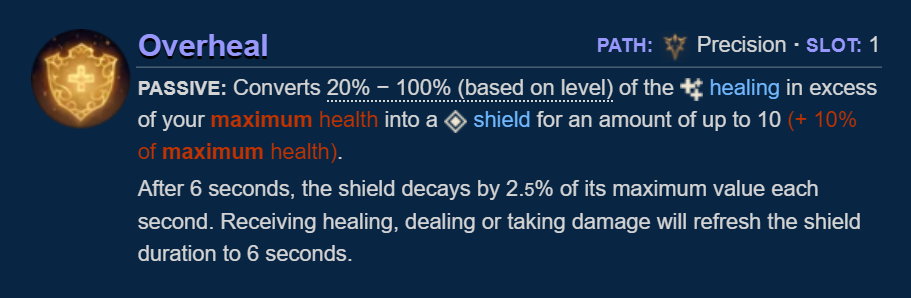 Overheal PATH: Precision · SLOT: 1
PASSIVE: Converts 20% − 100% (based on level) of the healing in excess
of your maximum health into a shield for an amount of up to 10 (+ 10%
of maximum health).
After 6 seconds, the shield decays by 2.5% of its maximum value each
second. Receiving healing, dealing or taking damage will refresh the shield
duration to 6 seconds.